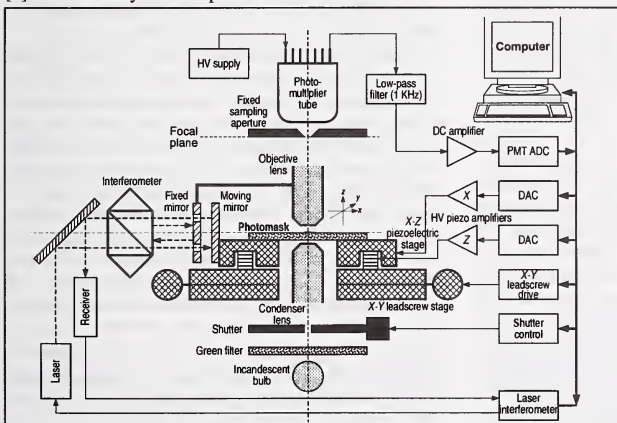 Computer
HV supply
Photo-
multiplier
tube
Low-pass
filter (1 KHz)
Fixed
sampling
aperture
Focal
plane
DC amplifier
PMT ADC
Objective
lens
Interferometer
Fixed
mirror
Moving
mirror
z
y
x
X
DAC
Photomask
X-Z
piezoelectric
stage
HV piezo amplifiers
Z
DAC
X-Y
leadscrew
drive
Condenser
lens
X-Y leadscrew stage
Receiver
Shutter
Shutter
control
Green filter
Laser
Incandescent
bulb
Laser
interferometer